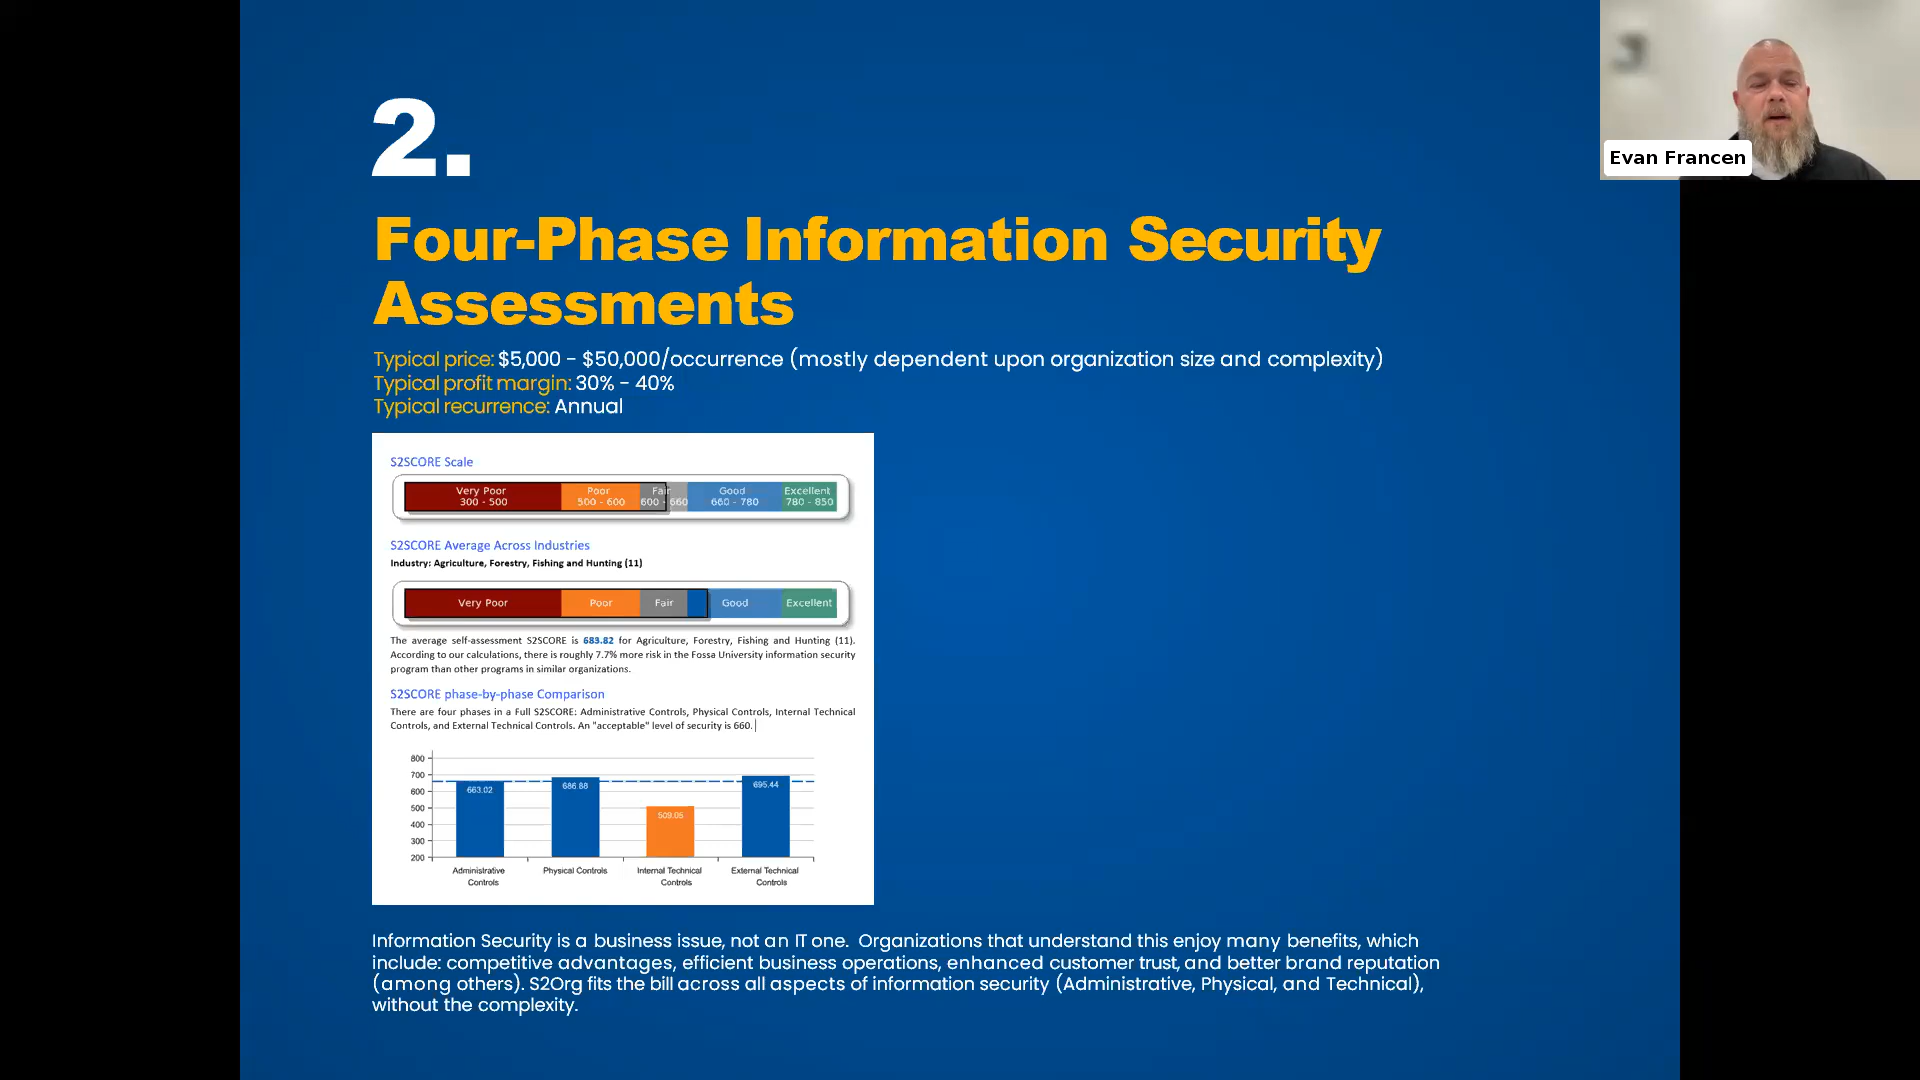 2.
Evan Francen
Four-Phase Information Security
Assessments
Typical price: $5,000 - $50,000/occurrence (mostly dependent upon organization size and complexity)
Typical profit margin: 30% - 40%
Typical recurrence: Annual
S2SCORE Scale
Very Poor Poor Fair Good Excellent
300 - 500 500 - 600 600 - 660 660 - 780 780 - 850
S2SCORE Average Across Industries
Industry: Agriculture, Forestry, Fishing and Hunting (11)
Very Poor Poor Fair Good Excellent
The average self-assessment S2SCORE is 683.82 for Agriculture, Forestry, Fishing and Hunting (11).
According to our calculations, there is roughly 7.7% more risk in the Fossa University information security
program than other programs in similar organizations.
S2SCORE phase-by-phase Comparison
There are four phases in a Full S2SCORE: Administrative Controls, Physical Controls, Internal Technical
Controls, and External Technical Controls. An "acceptable" level of security is 660.
800
700
600
500
400
300
200
663.02 686.88 509.05 695.44
Administrative Physical Controls Internal Technical External Technical
Controls Controls Controls
Information Security is a business issue, not an IT one. Organizations that understand this enjoy many benefits, which
include: competitive advantages, efficient business operations, enhanced customer trust, and better brand reputation
(among others). S2Org fits the bill across all aspects of information security (Administrative, Physical, and Technical),
without the complexity.